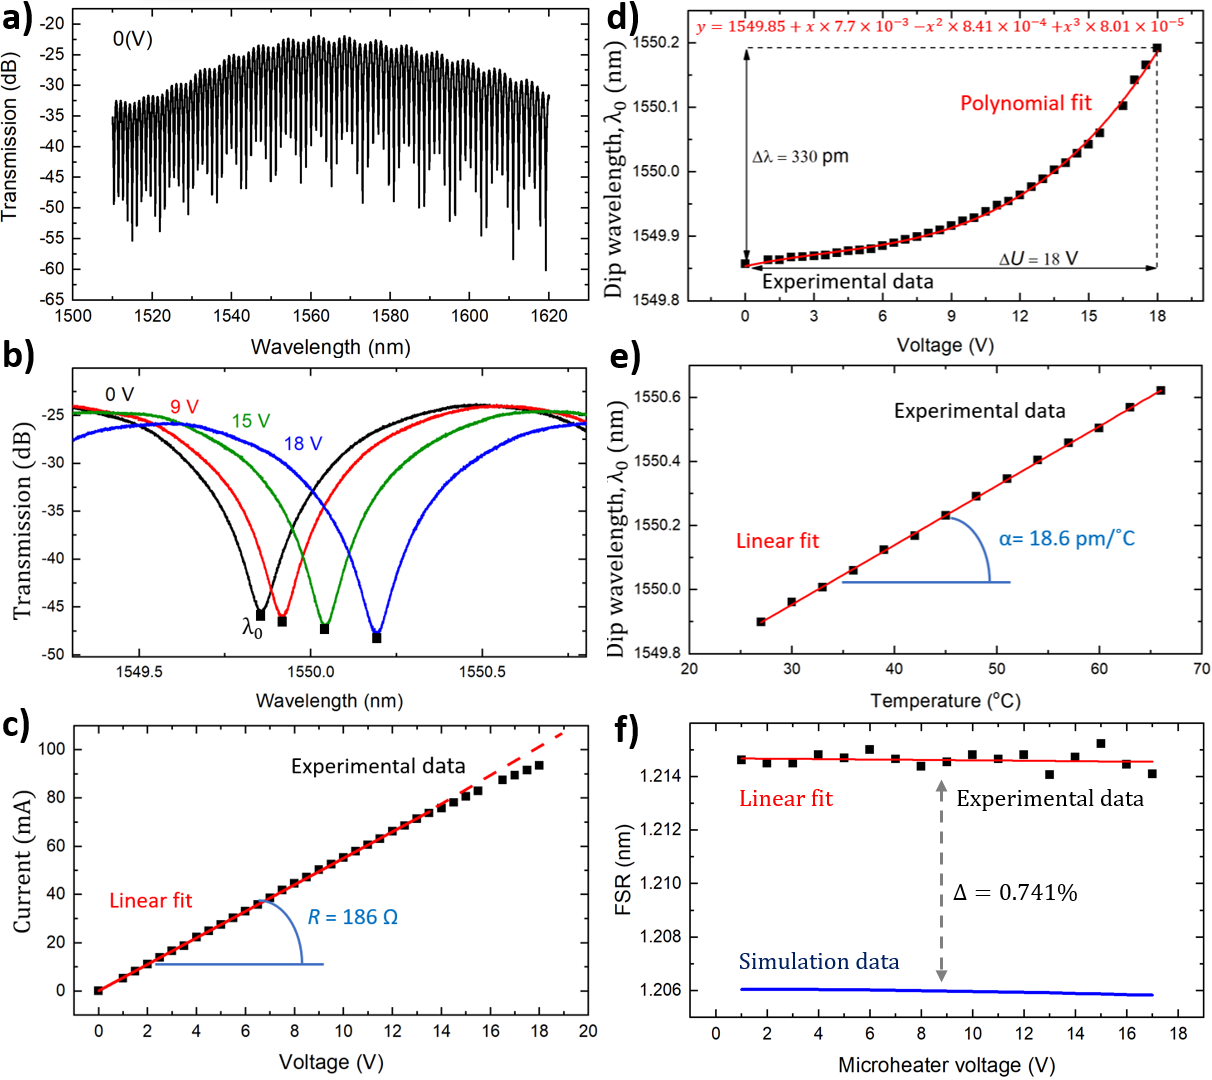 a)
-20
-25
-30
-35
-40
-45
-50
-55
-60
-65
0(V)
Transmission (dB)
1500 1520 1540 1560 1580 1600 1620
Wavelength (nm)
b)
-25
-30
-35
-40
-45
-50
0 V
9 V
15 V
18 V
λ0
Transmission (dB)
1549.5 1550.0 1550.5
Wavelength (nm)
c)
100
80
60
40
20
0
Experimental data
Linear fit
R = 186 Ω
Current (mA)
0 2 4 6 8 10 12 14 16 18 20
Voltage (V)
d)
y = 1549.85 + x × 7.7 × 10⁻³ −x² × 8.41 × 10⁻⁴ +x³ × 8.01 × 10⁻⁵
1550.2
1550.1
1550.0
1549.9
1549.8
Polynomial fit
Δλ = 330 pm
ΔU = 18 V
Experimental data
Dip wavelength, λ0 (nm)
0 3 6 9 12 15 18
Voltage (V)
e)
1550.6
1550.4
1550.2
1550.0
1549.8
Experimental data
Linear fit
α= 18.6 pm/˚C
Dip wavelength, λ0 (nm)
20 30 40 50 60 70
Temperature (°C)
f)
1.214
1.212
1.210
1.208
1.206
Linear fit
Experimental data
Δ = 0.741%
Simulation data
FSR (nm)
0 2 4 6 8 10 12 14 16 18
Microheater voltage (V)